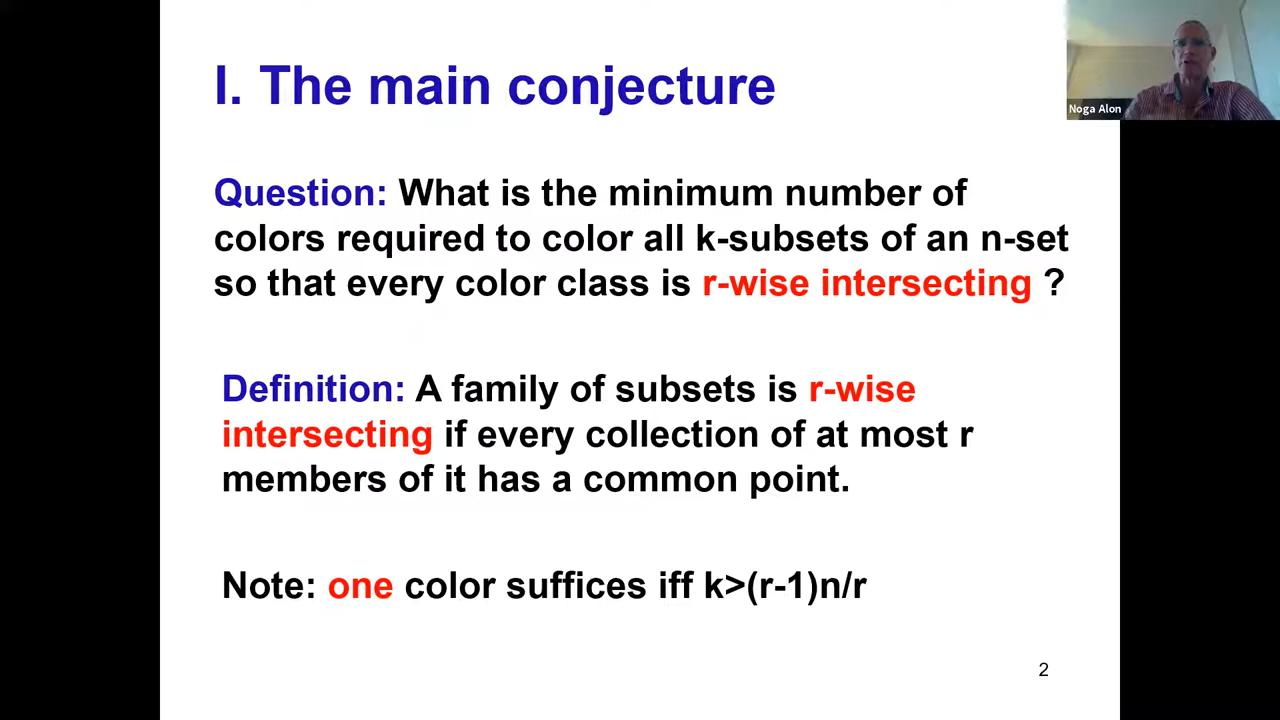 I. The main conjecture
Noga Alon
Question: What is the minimum number of
colors required to color all k-subsets of an n-set
so that every color class is r-wise intersecting ?
Definition: A family of subsets is r-wise
intersecting if every collection of at most r
members of it has a common point.
Note: one color suffices iff k>(r-1)n/r
2